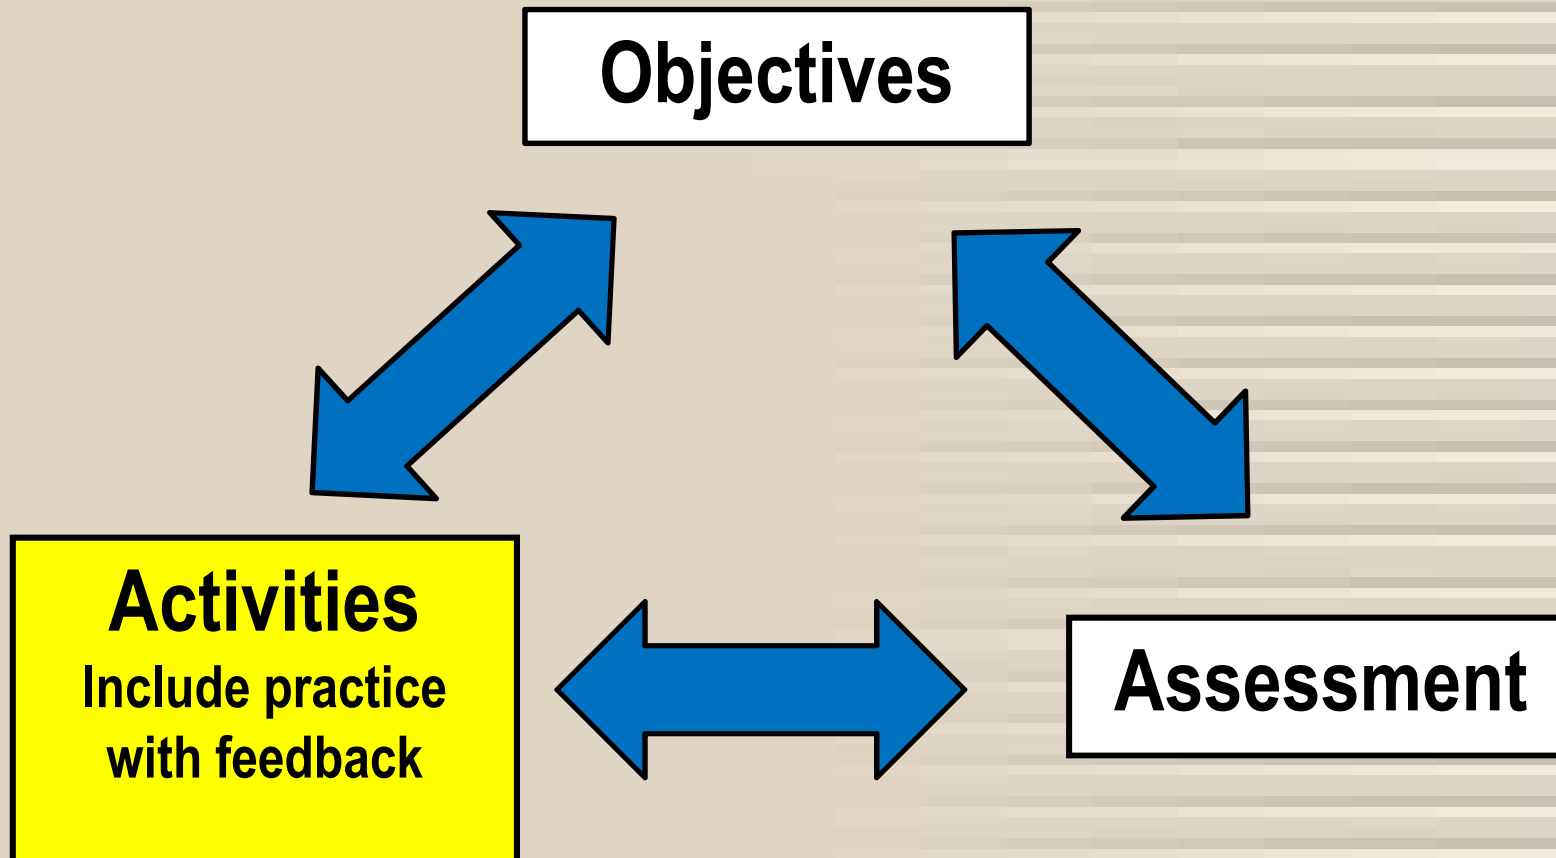 Objectives
Activities
Include practice
with feedback
Assessment